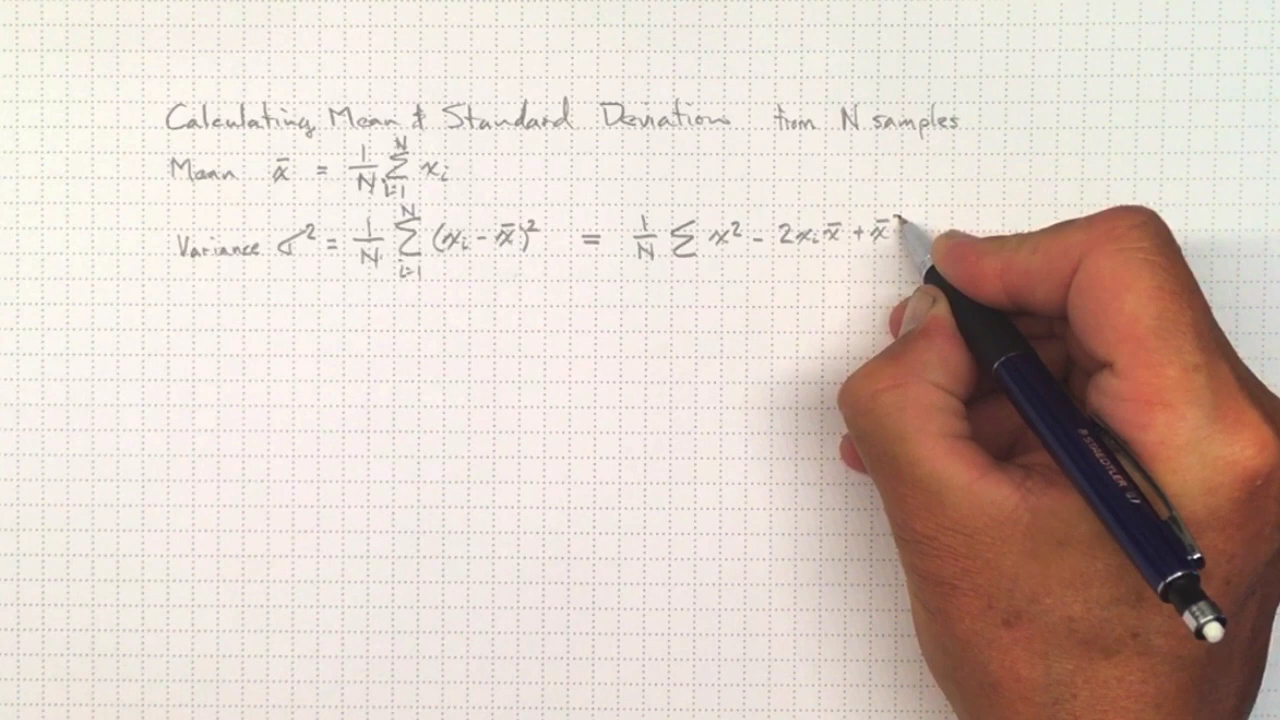 Calculating Mean & Standard Deviation from N samples
Mean x̄ = 1/N Σ_{i=1}^{N} x_i
Variance σ² = 1/N Σ_{i=1}^{N} (x_i - x̄)² = 1/N Σ x² - 2x_i x̄ + x̄²
STAEDTLER